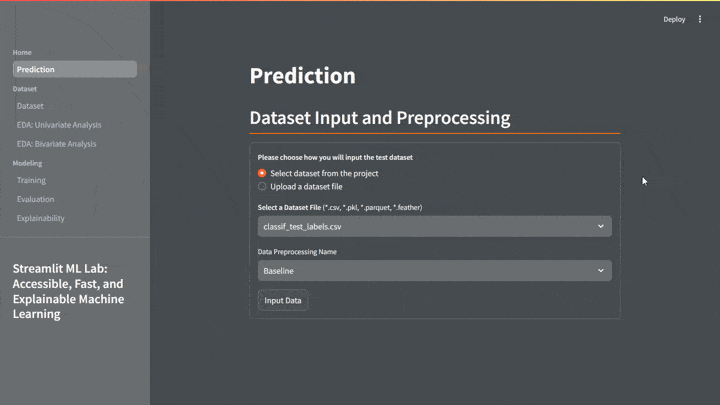 Deploy
Home
Prediction
Dataset
Dataset
EDA: Univariate Analysis
EDA: Bivariate Analysis
Modeling
Training
Evaluation
Explainability
Streamlit ML Lab:
Accessible, Fast, and
Explainable Machine
Learning
Prediction
Dataset Input and Preprocessing
Please choose how you will input the test dataset
Select dataset from the project
Upload a dataset file
Select a Dataset File (*.csv, *.pkl, *.parquet, *.feather)
classif_test_labels.csv
Data Preprocessing Name
Baseline
Input Data